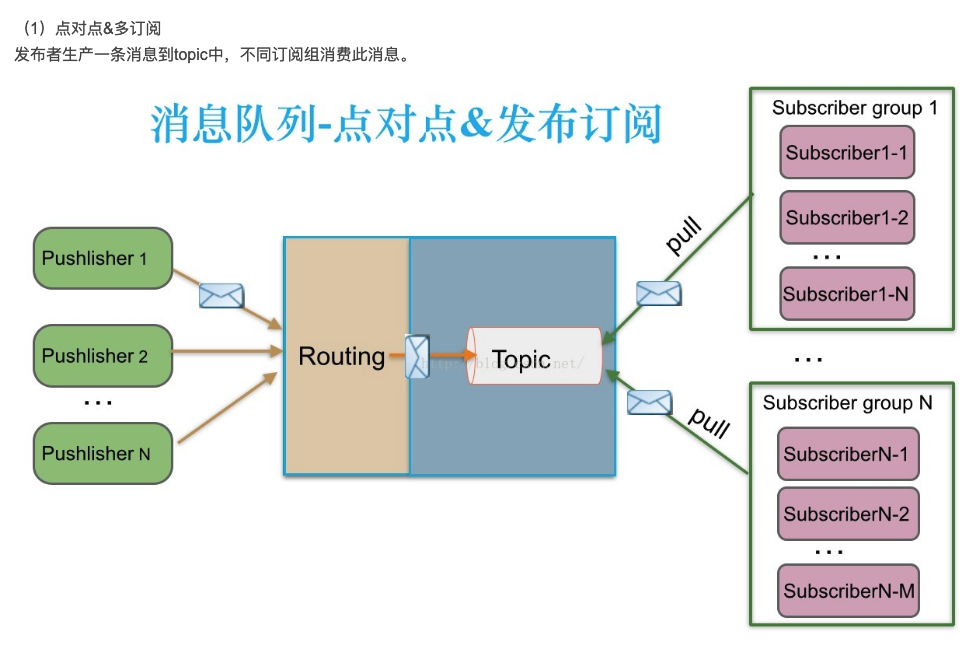 （1）点对点&多订阅
发布者生产一条消息到topic中，不同订阅组消费此消息。
消息队列-点对点&发布订阅
Pushlisher 1
Pushlisher 2
...
Pushlisher N
Routing
Topic
pull
pull
Subscriber group 1
Subscriber1-1
Subscriber1-2
...
Subscriber1-N
...
Subscriber group N
SubscriberN-1
SubscriberN-2
...
SubscriberN-M